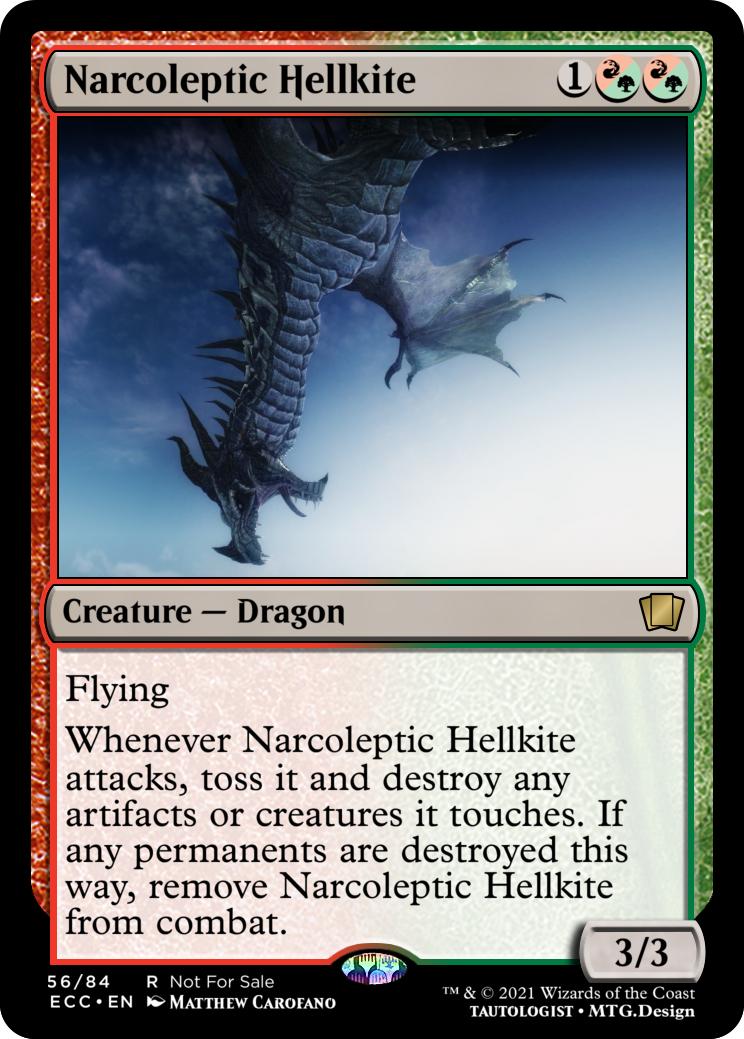 Narcoleptic Hellkite 1
Creature — Dragon
Flying
Whenever Narcoleptic Hellkite
attacks, toss it and destroy any
artifacts or creatures it touches. If
any permanents are destroyed this
way, remove Narcoleptic Hellkite
from combat.
3/3
56/84 R Not For Sale
ECC • EN Matthew Carofano
™ & © 2021 Wizards of the Coast
TAUTOLOGIST • MTG.Design